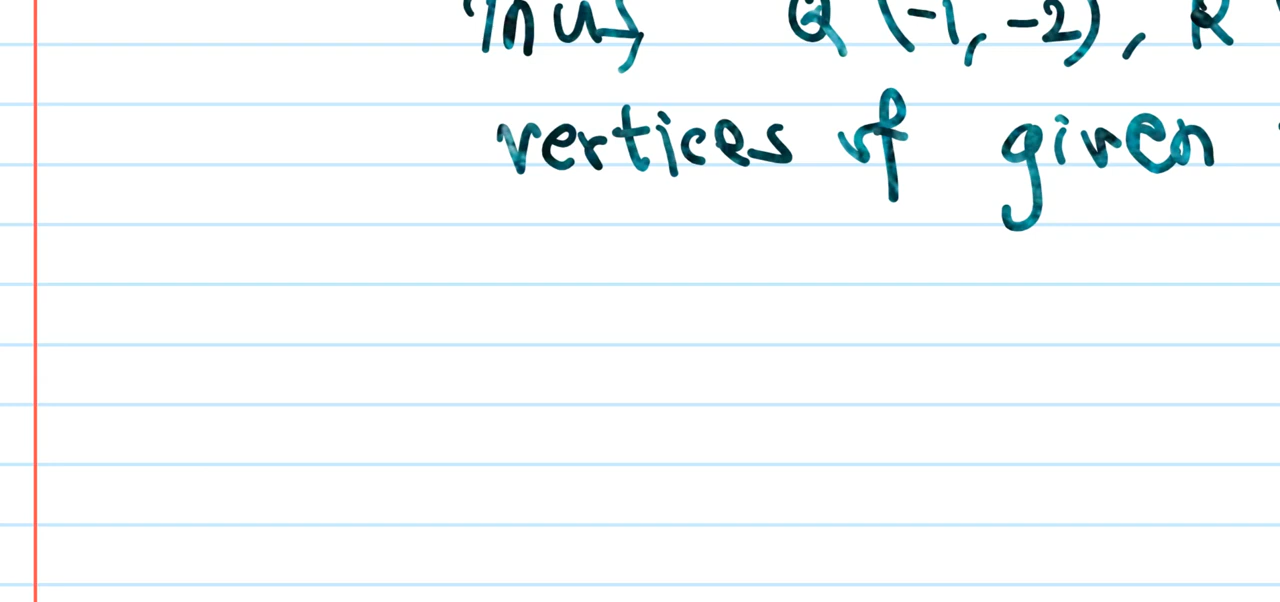 Thus Q (-1, -2), R
vertices of given